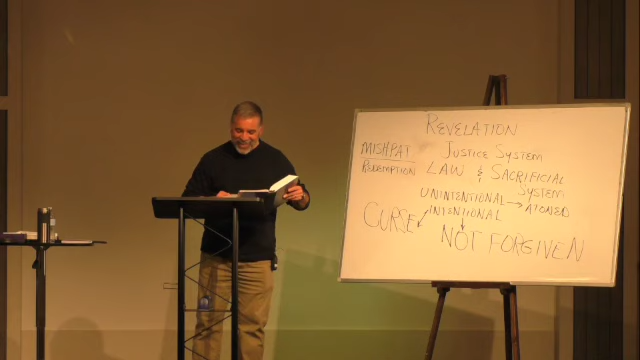 REVELATION
MISHPAT JUSTICE SYSTEM
REDEMPTION LAW & SACRIFICIAL
SYSTEM
UNINTENTIONAL → ATONED
CURSE INTENTIONAL
NOT FORGIVEN